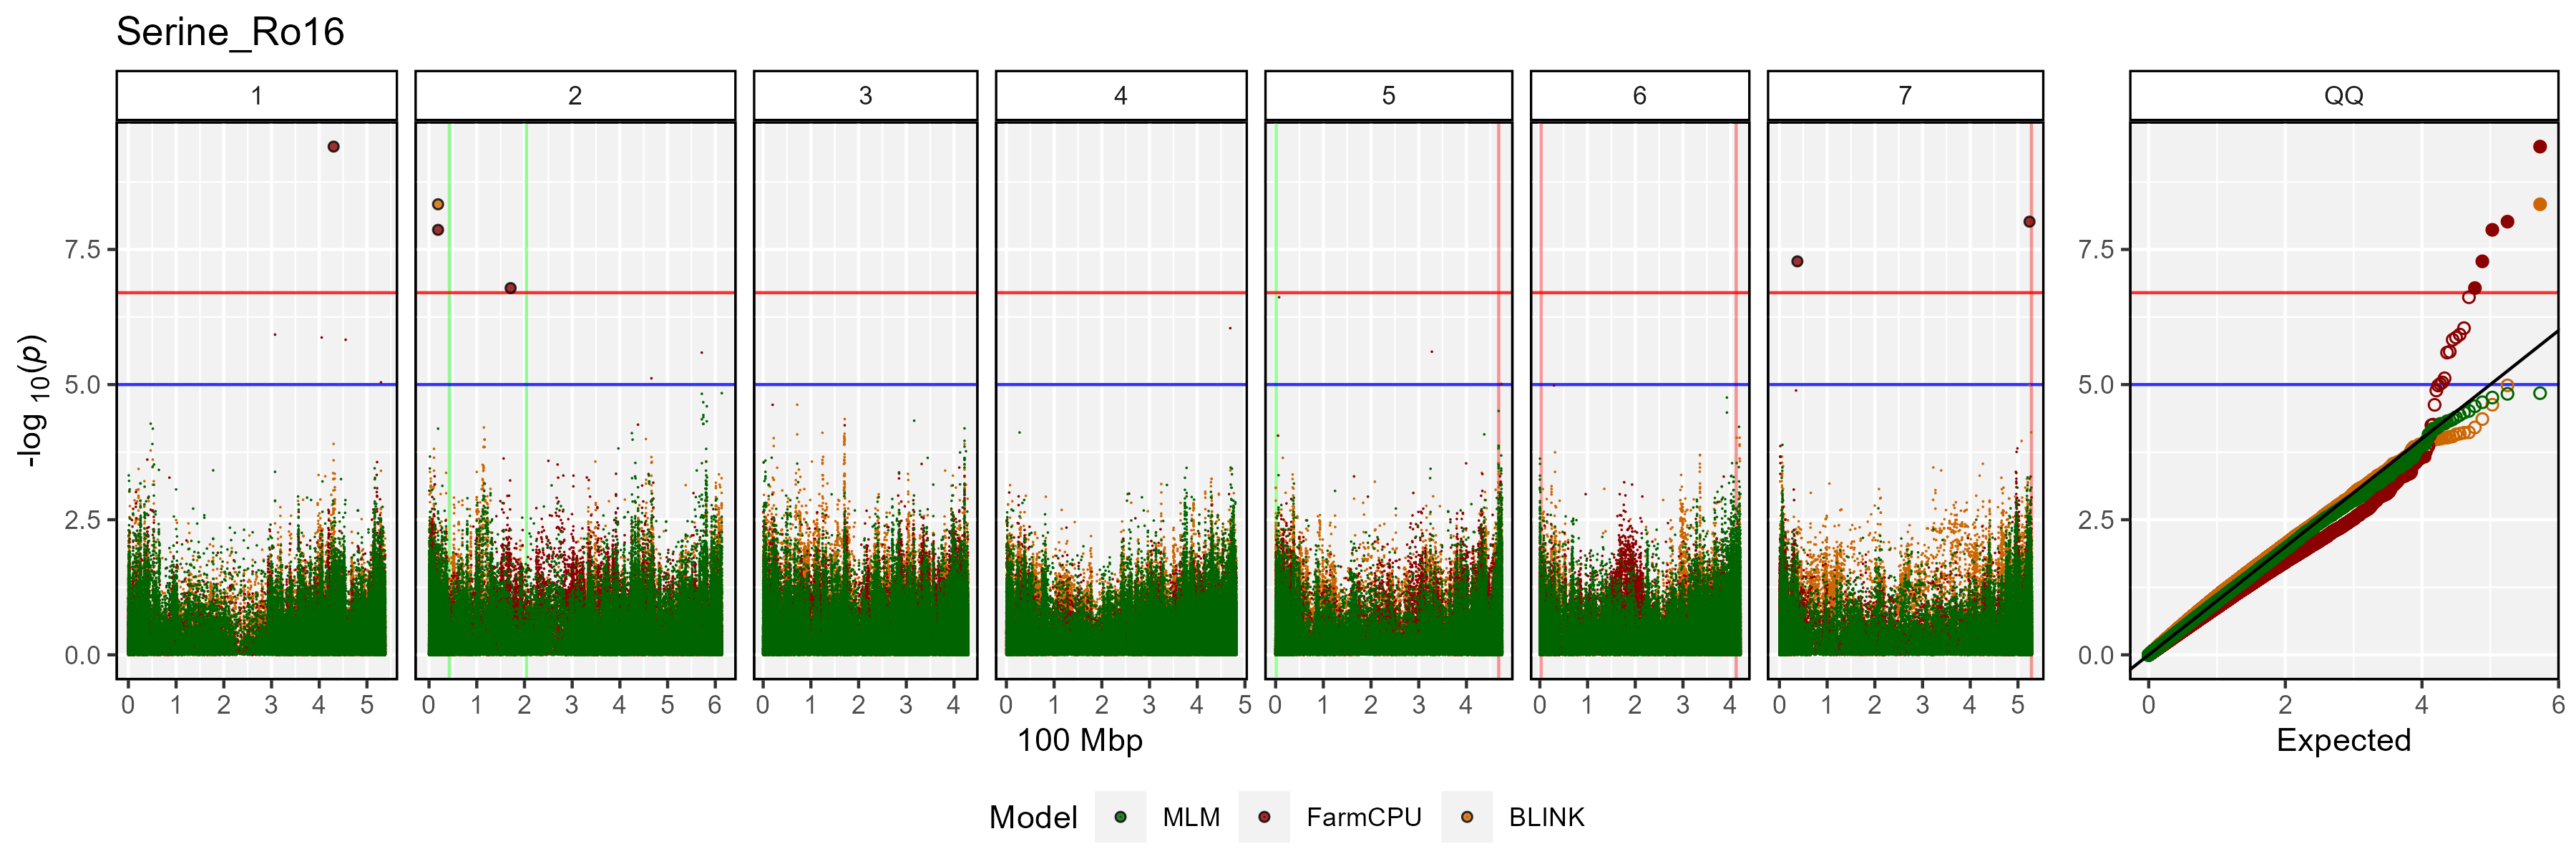 Serine_Ro16
1 2 3 4 5 6 7 QQ
-log 10(p)
7.5
5.0
2.5
0.0
7.5
5.0
2.5
0.0
0 1 2 3 4 5 0 1 2 3 4 5 6 0 1 2 3 4 0 1 2 3 4 5 0 1 2 3 4 0 1 2 3 4 0 1 2 3 4 5 0 2 4 6
100 Mbp Expected
Model MLM FarmCPU BLINK